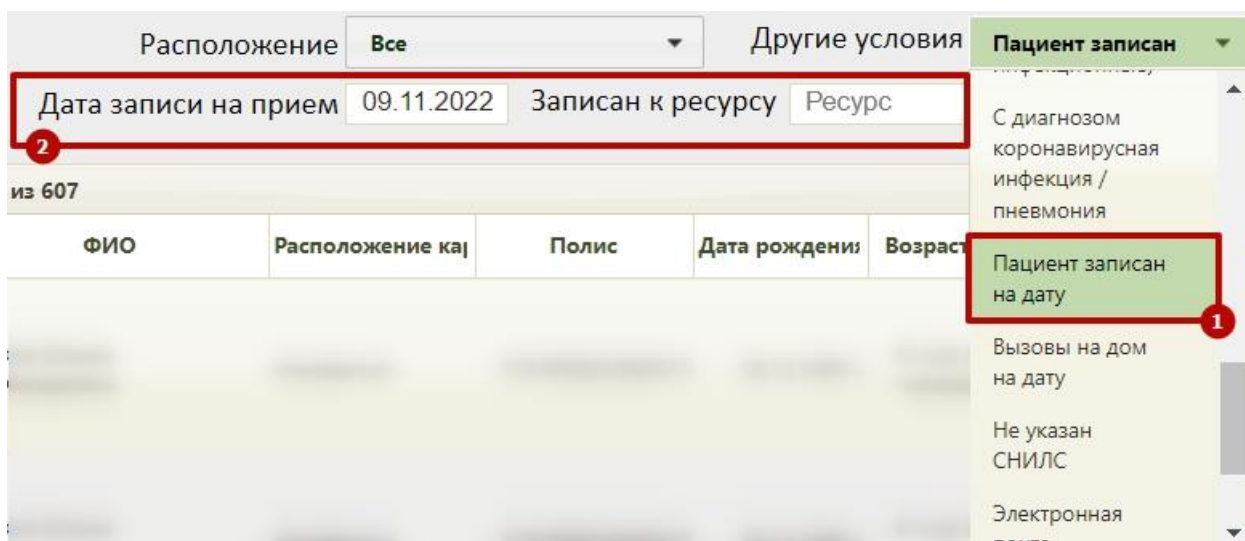 Расположение Все Другие условия Пациент записан
Дата записи на прием 09.11.2022 Записан к ресурсу Ресурс
2
из 607
ФИО Расположение кар Полис Дата рождения Возраст
С диагнозом
коронавирусная
инфекция /
пневмония
Пациент записан
на дату
1
Вызовы на дом
на дату
Не указан
СНИЛС
Электронная